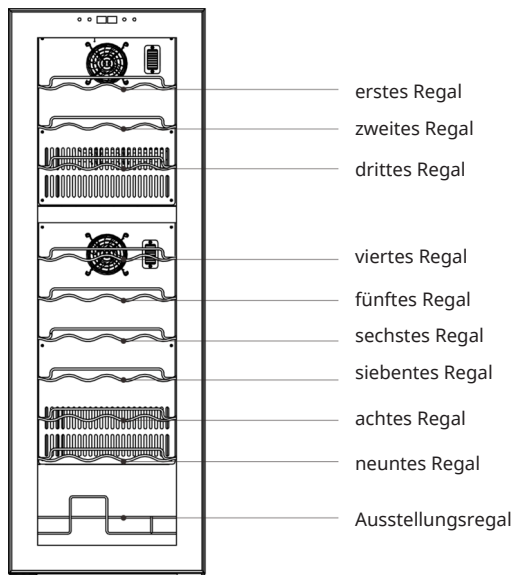 erstes Regal
zweites Regal
drittes Regal
viertes Regal
fünftes Regal
sechstes Regal
siebentes Regal
achtes Regal
neuntes Regal
Ausstellungsregal